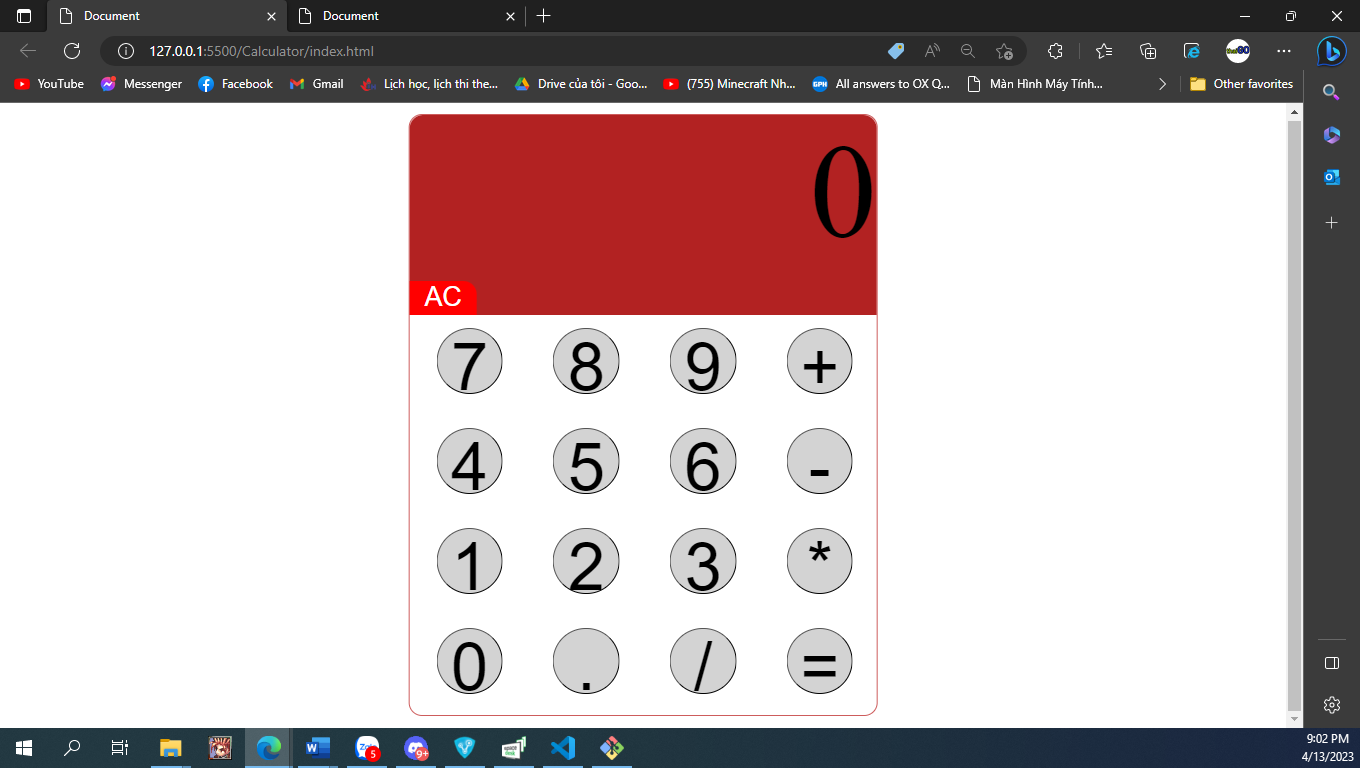 Document
Document
127.0.0.1:5500/Calculator/index.html
YouTube
Messenger
Facebook
Gmail
Lịch học, lịch thi the...
Drive của tôi - Goo...
(755) Minecraft Nh...
All answers to OX Q...
Màn Hình Máy Tính...
Other favorites
0
AC
7 8 9 +
4 5 6 -
1 2 3 *
0 . / =
5
9+
9:02 PM
4/13/2023